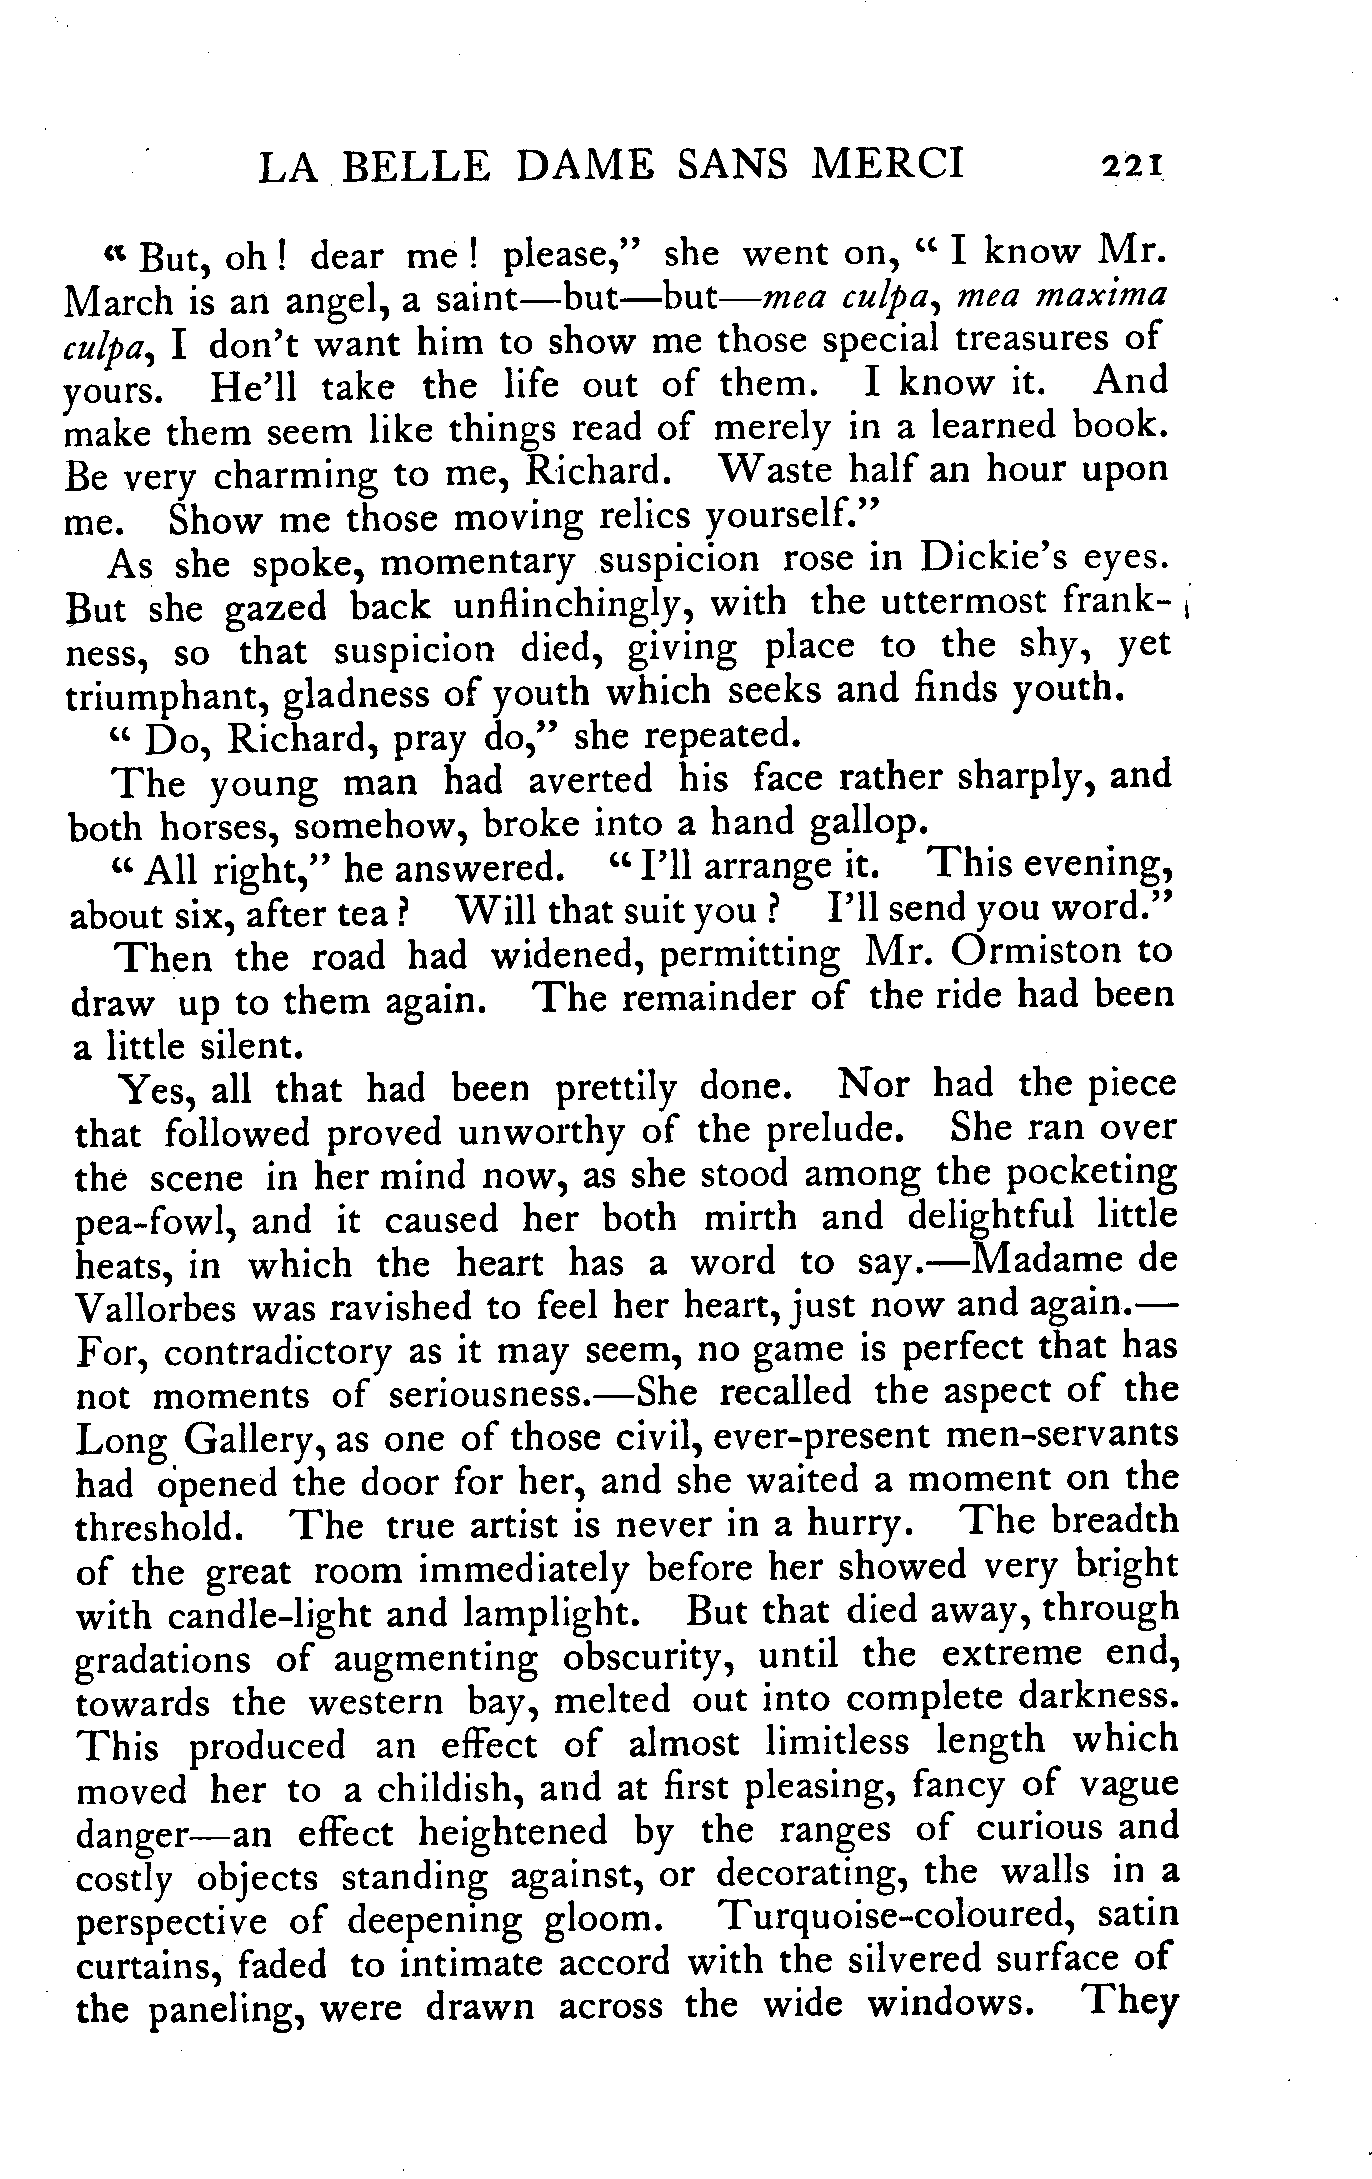 LA BELLE DAME SANS MERCI 221
“ But, oh ! dear me ! please,” she went on, “ I know Mr.
March is an angel, a saint—but—but—mea culpa, mea maxima
culpa, I don’t want him to show me those special treasures of
yours. He’ll take the life out of them. I know it. And
make them seem like things read of merely in a learned book.
Be very charming to me, Richard. Waste half an hour upon
me. Show me those moving relics yourself.”
As she spoke, momentary suspicion rose in Dickie’s eyes.
But she gazed back unflinchingly, with the uttermost frank-
ness, so that suspicion died, giving place to the shy, yet
triumphant, gladness of youth which seeks and finds youth.
“ Do, Richard, pray do,” she repeated.
The young man had averted his face rather sharply, and
both horses, somehow, broke into a hand gallop.
“ All right,” he answered. “ I’ll arrange it. This evening,
about six, after tea ? Will that suit you ? I’ll send you word.”
Then the road had widened, permitting Mr. Ormiston to
draw up to them again. The remainder of the ride had been
a little silent.
Yes, all that had been prettily done. Nor had the piece
that followed proved unworthy of the prelude. She ran over
the scene in her mind now, as she stood among the pocketing
pea-fowl, and it caused her both mirth and delightful little
heats, in which the heart has a word to say.—Madame de
Vallorbes was ravished to feel her heart, just now and again.—
For, contradictory as it may seem, no game is perfect that has
not moments of seriousness.—She recalled the aspect of the
Long Gallery, as one of those civil, ever-present men-servants
had opened the door for her, and she waited a moment on the
threshold. The true artist is never in a hurry. The breadth
of the great room immediately before her showed very bright
with candle-light and lamplight. But that died away, through
gradations of augmenting obscurity, until the extreme end,
towards the western bay, melted out into complete darkness.
This produced an effect of almost limitless length which
moved her to a childish, and at first pleasing, fancy of vague
danger—an effect heightened by the ranges of curious and
costly objects standing against, or decorating, the walls in a
perspective of deepening gloom. Turquoise-coloured, satin
curtains, faded to intimate accord with the silvered surface of
the paneling, were drawn across the wide windows. They